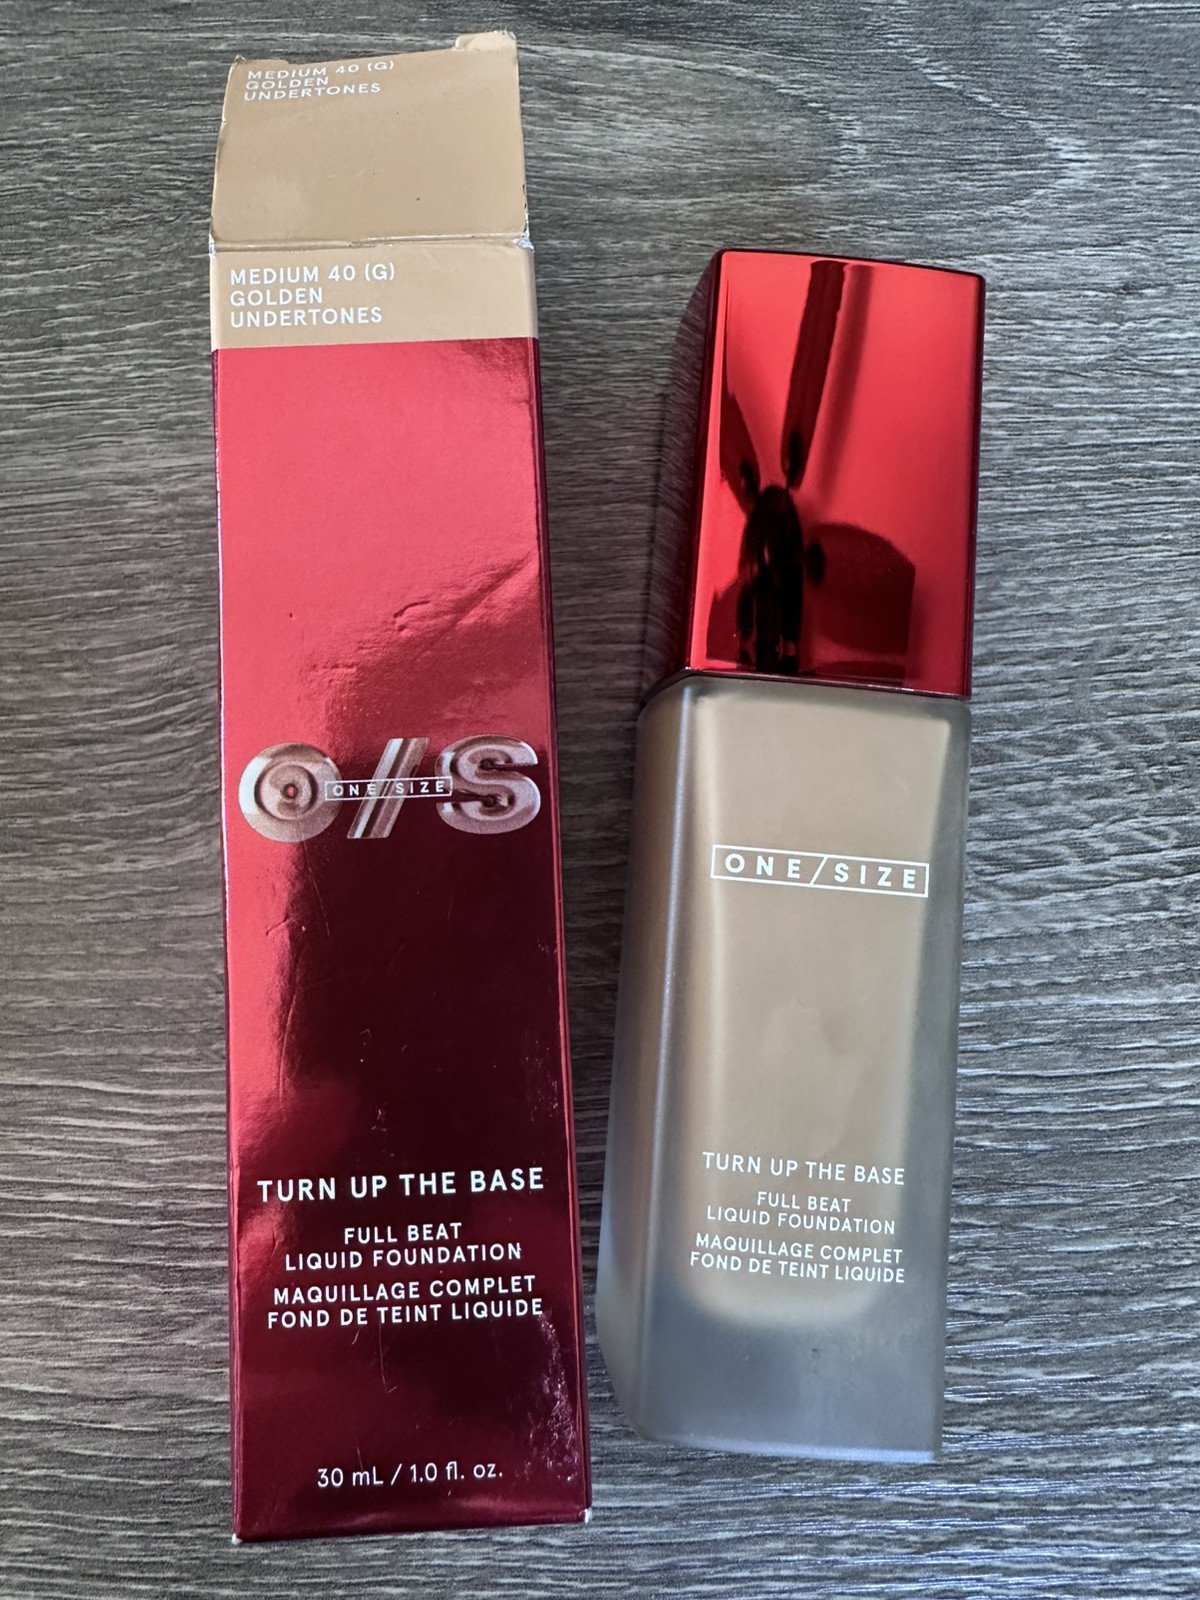 MEDIUM 40 (G)
GOLDEN
UNDERTONES
MEDIUM 40 (G)
GOLDEN
UNDERTONES
O/S
ONE/SIZE
TURN UP THE BASE
FULL BEAT
LIQUID FOUNDATION
MAQUILLAGE COMPLET
FOND DE TEINT LIQUIDE
30 mL / 1.0 fl. oz.
ONE/SIZE
TURN UP THE BASE
FULL BEAT
LIQUID FOUNDATION
MAQUILLAGE COMPLET
FOND DE TEINT LIQUIDE